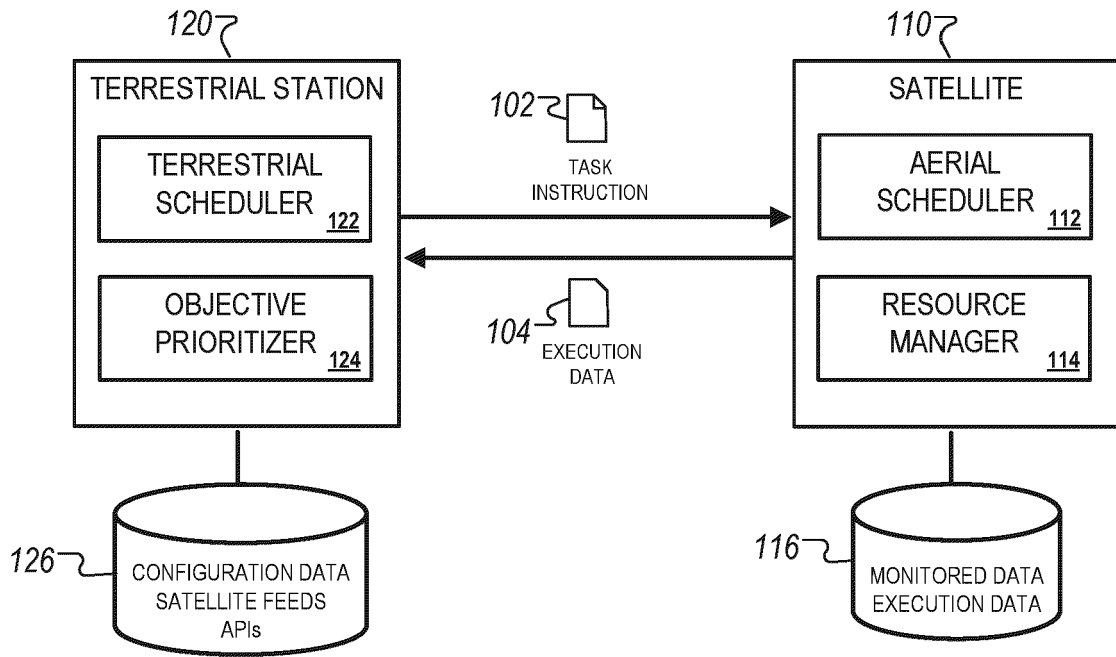 120
TERRESTRIAL STATION
TERRESTRIAL
SCHEDULER
122
OBJECTIVE
PRIORITIZER
124
126
CONFIGURATION DATA
SATELLITE FEEDS
APIs
102
TASK
INSTRUCTION
104
EXECUTION
DATA
110
SATELLITE
AERIAL
SCHEDULER
112
RESOURCE
MANAGER
114
116
MONITORED DATA
EXECUTION DATA